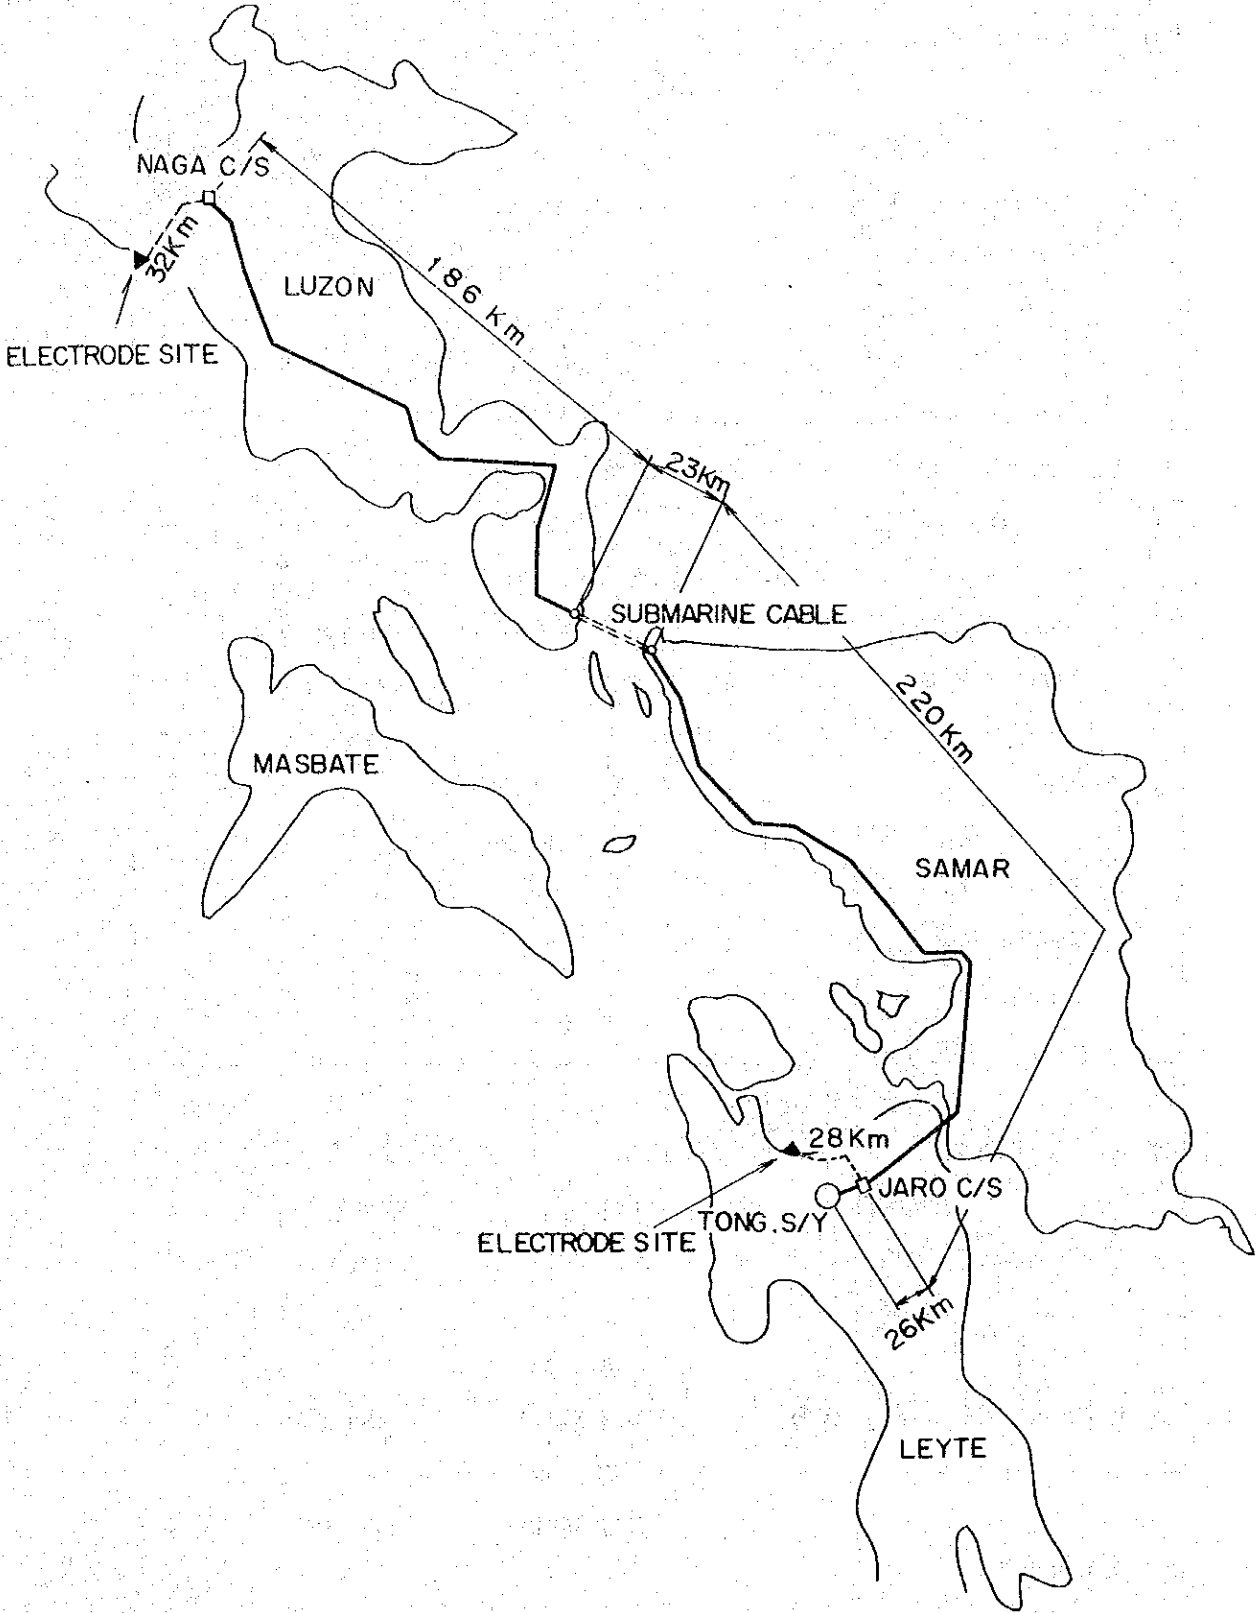 NAGA C/S
32Km
LUZON
186 Km
ELECTRODE SITE
23Km
SUBMARINE CABLE
220Km
MASBATE
SAMAR
28Km
JARO C/S
TONG.S/Y
ELECTRODE SITE
26Km
LEYTE